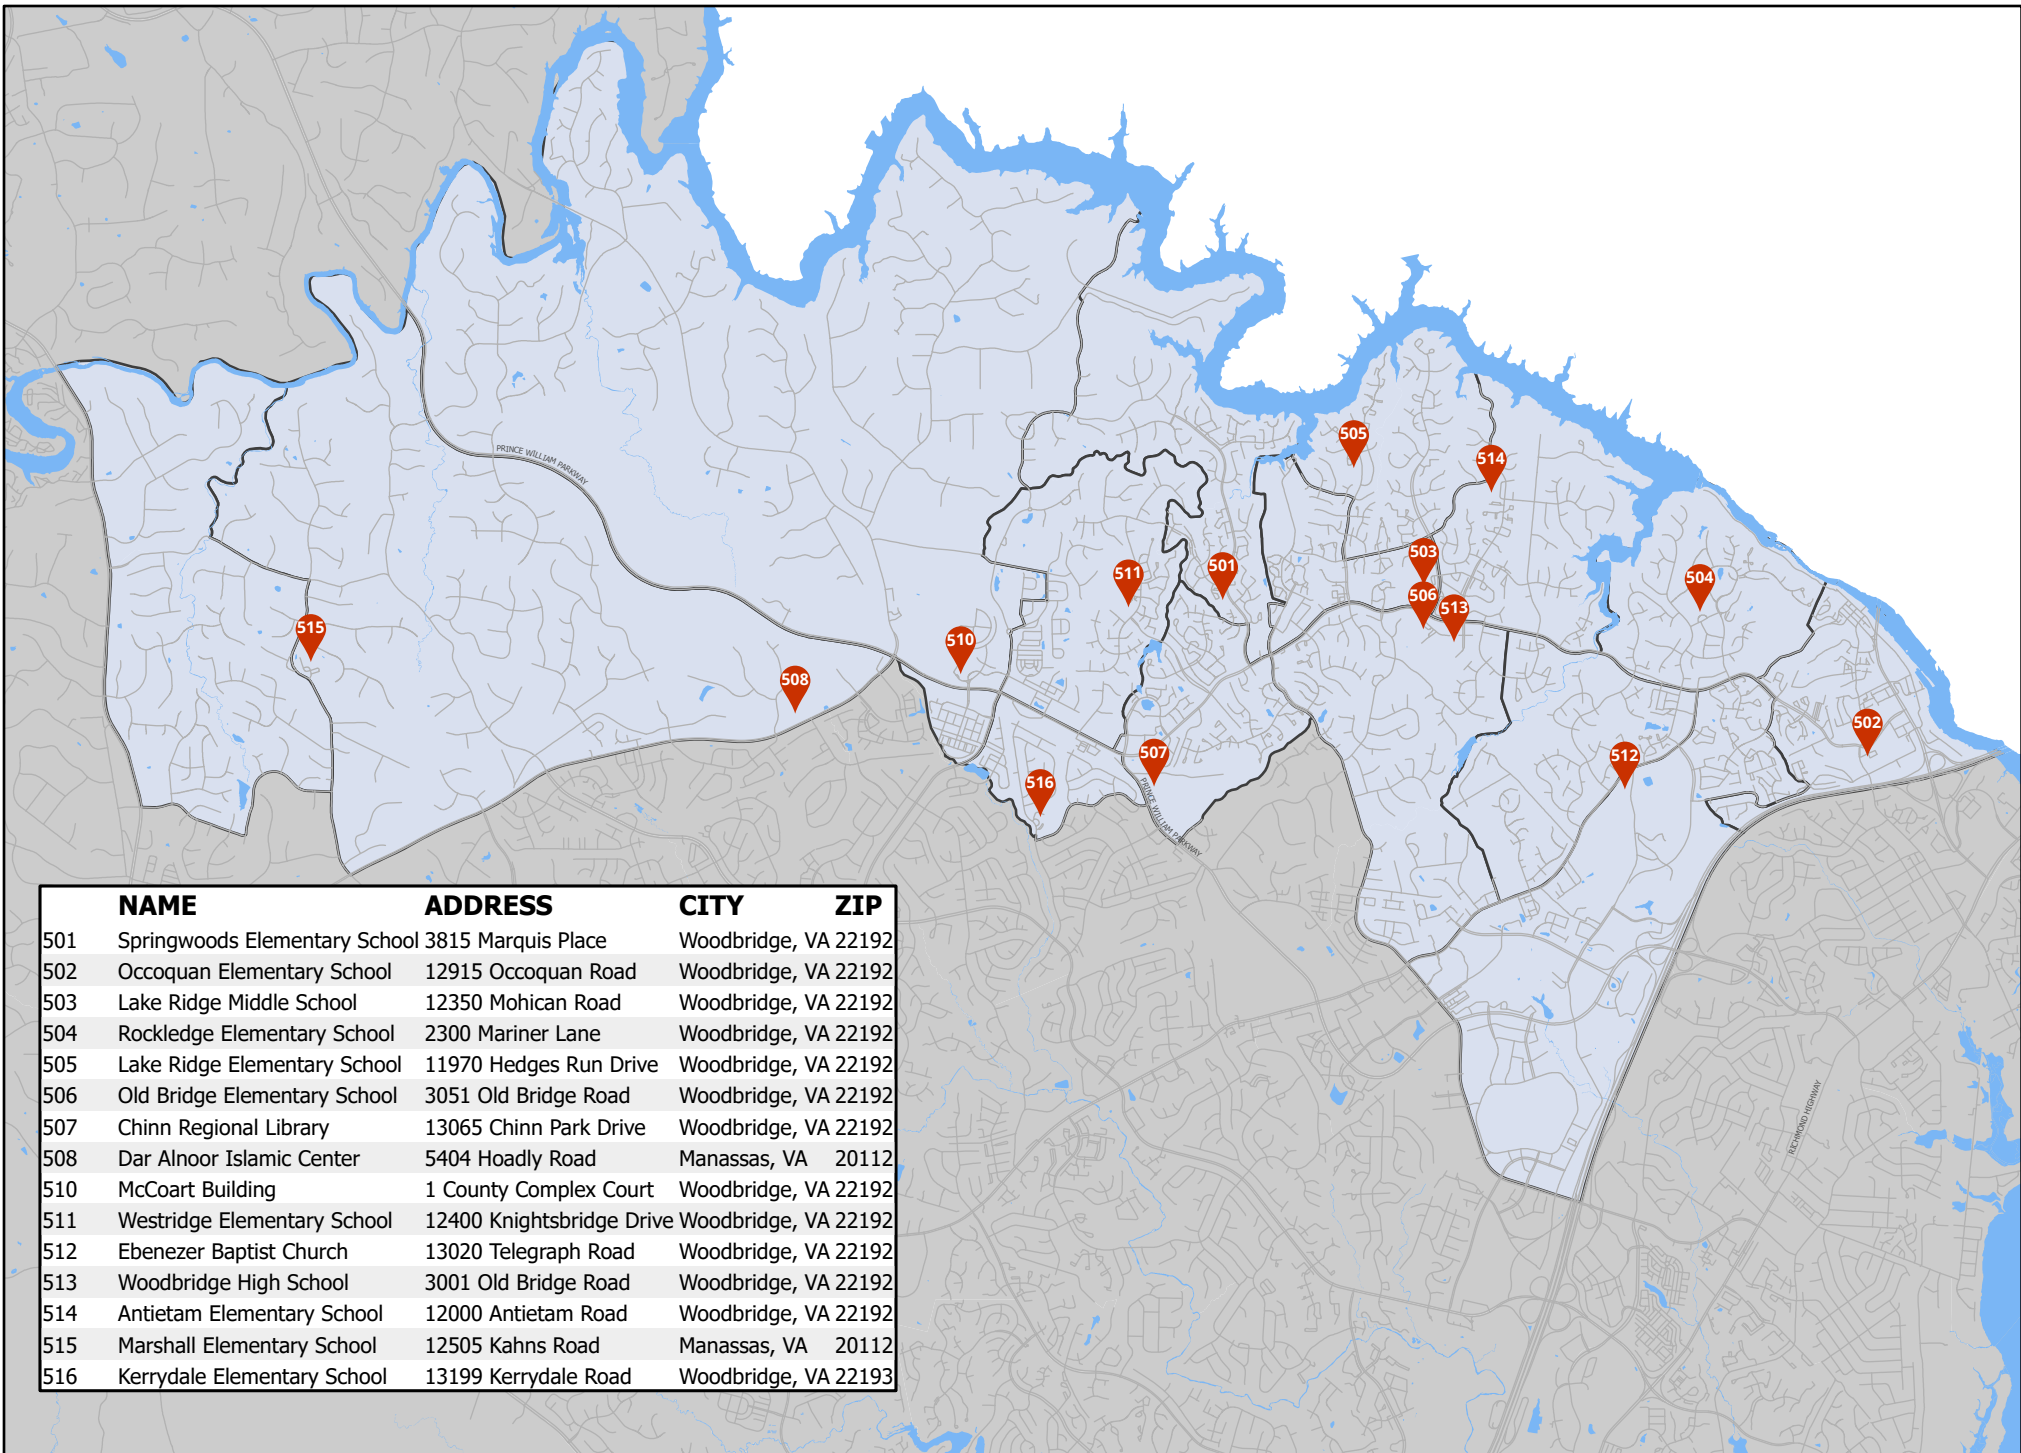 PRINCE WILLIAM PARKWAY
505
514
503
501
511
504
506
513
515
510
508
502
507
512
516
PRINCE WILLIAM PARKWAY
RICHMOND HIGHWAY
NAME ADDRESS CITY ZIP
501 Springwoods Elementary School 3815 Marquis Place Woodbridge, VA 22192
502 Occoquan Elementary School 12915 Occoquan Road Woodbridge, VA 22192
503 Lake Ridge Middle School 12350 Mohican Road Woodbridge, VA 22192
504 Rockledge Elementary School 2300 Mariner Lane Woodbridge, VA 22192
505 Lake Ridge Elementary School 11970 Hedges Run Drive Woodbridge, VA 22192
506 Old Bridge Elementary School 3051 Old Bridge Road Woodbridge, VA 22192
507 Chinn Regional Library 13065 Chinn Park Drive Woodbridge, VA 22192
508 Dar Alnoor Islamic Center 5404 Hoadly Road Manassas, VA 20112
510 McCoart Building 1 County Complex Court Woodbridge, VA 22192
511 Westridge Elementary School 12400 Knightsbridge Drive Woodbridge, VA 22192
512 Ebenezer Baptist Church 13020 Telegraph Road Woodbridge, VA 22192
513 Woodbridge High School 3001 Old Bridge Road Woodbridge, VA 22192
514 Antietam Elementary School 12000 Antietam Road Woodbridge, VA 22192
515 Marshall Elementary School 12505 Kahns Road Manassas, VA 20112
516 Kerrydale Elementary School 13199 Kerrydale Road Woodbridge, VA 22193